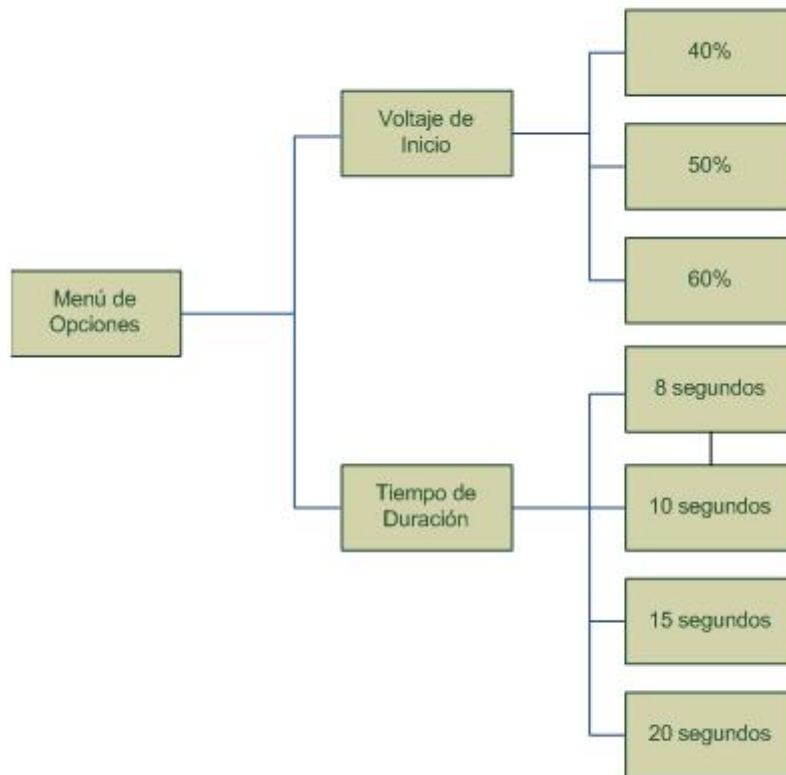 Menú de
Opciones
Voltaje de
Inicio
40%
50%
60%
Tiempo de
Duración
8 segundos
10 segundos
15 segundos
20 segundos